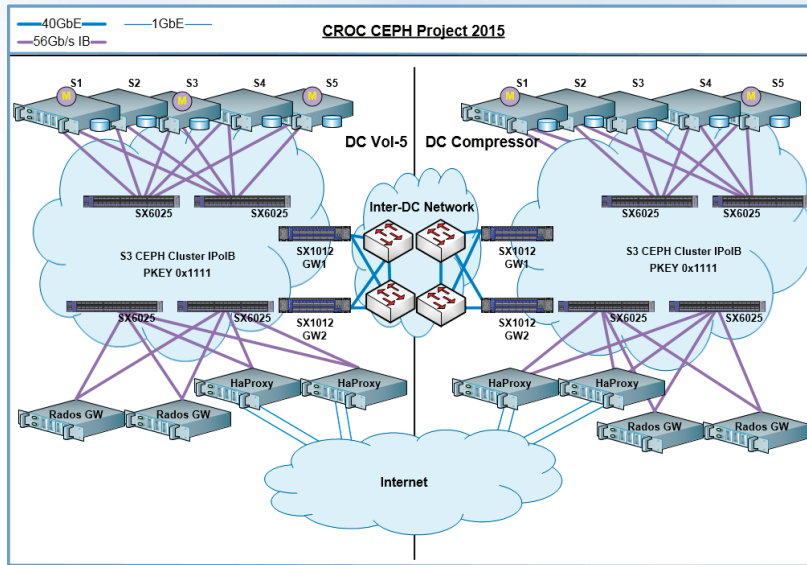 40GbE
1GbE
56Gb/s IB
CROC CEPH Project 2015
S1
S2
S3
S4
S5
M
M
M
S1
S2
S3
S4
S5
M
M
DC Vol-5
DC Compressor
SX6025
SX6025
SX6025
SX6025
Inter-DC Network
S3 CEPH Cluster IPoIB
PKEY 0x1111
SX1012
GW1
SX1012
GW1
S3 CEPH Cluster IPoIB
PKEY 0x1111
SX6025
SX6025
SX1012
GW2
SX1012
GW2
SX6025
SX6025
HaProxy
HaProxy
HaProxy
HaProxy
Rados GW
Rados GW
Rados GW
Rados GW
Internet